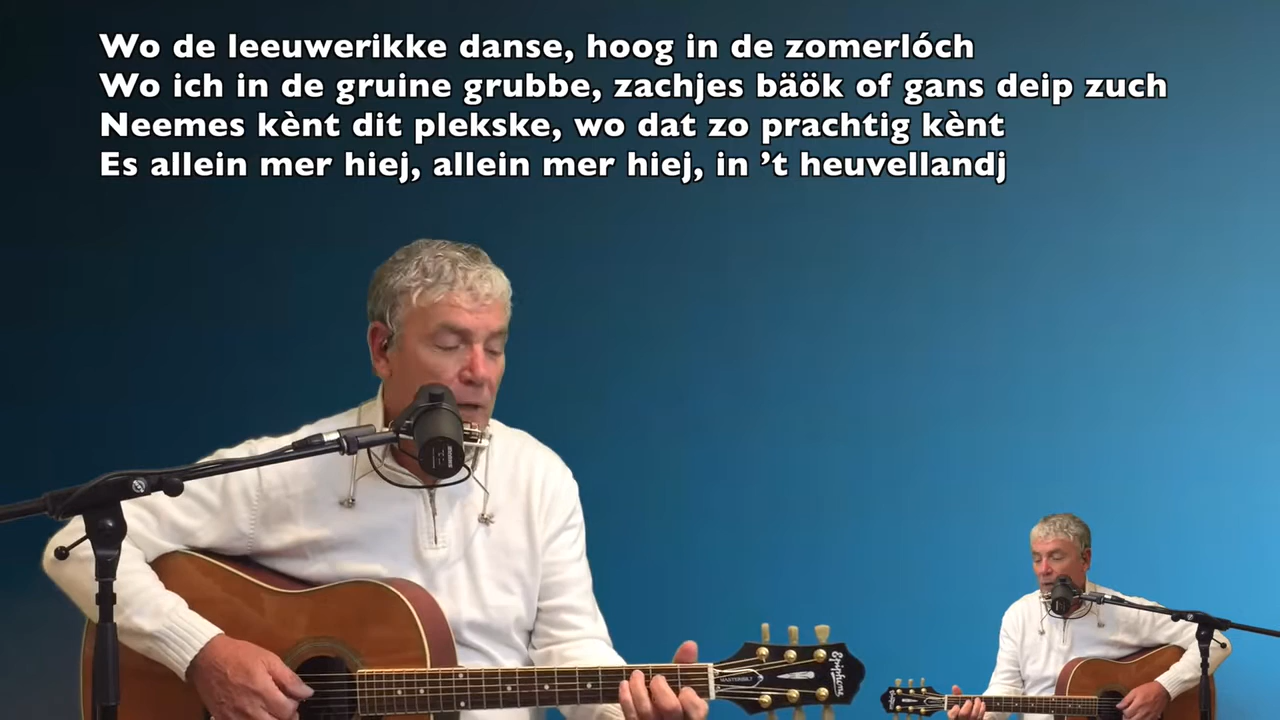 Wo de leeuwerikke danse, hoog in de zomerlóch
Wo ich in de gruine grubbe, zachjes bäök of gans deip zuch
Neemes kènt dit plekske, wo dat zo prachtig kènt
Es allein mer hiej, allein mer hiej, in ’t heuvellandj
Epiphone
MASTERBILT